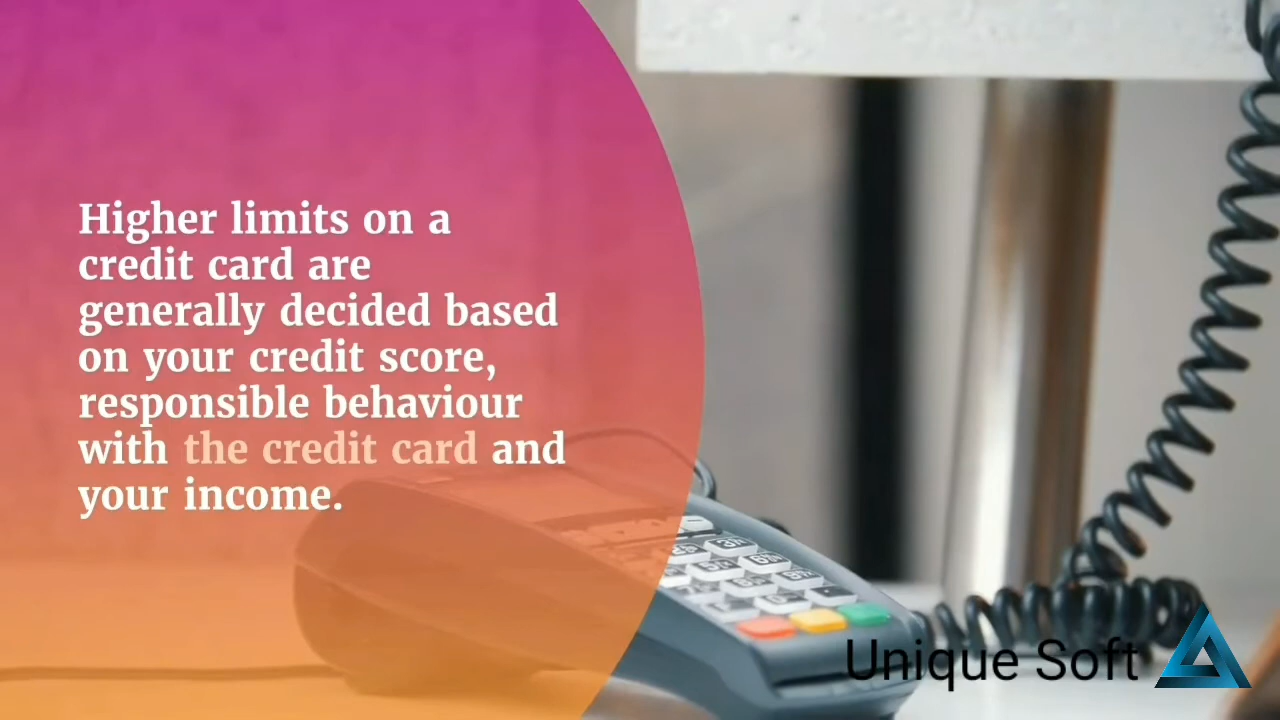 Higher limits on a
credit card are
generally decided based
on your credit score,
responsible behaviour
with the credit card and
your income.
Unique Soft